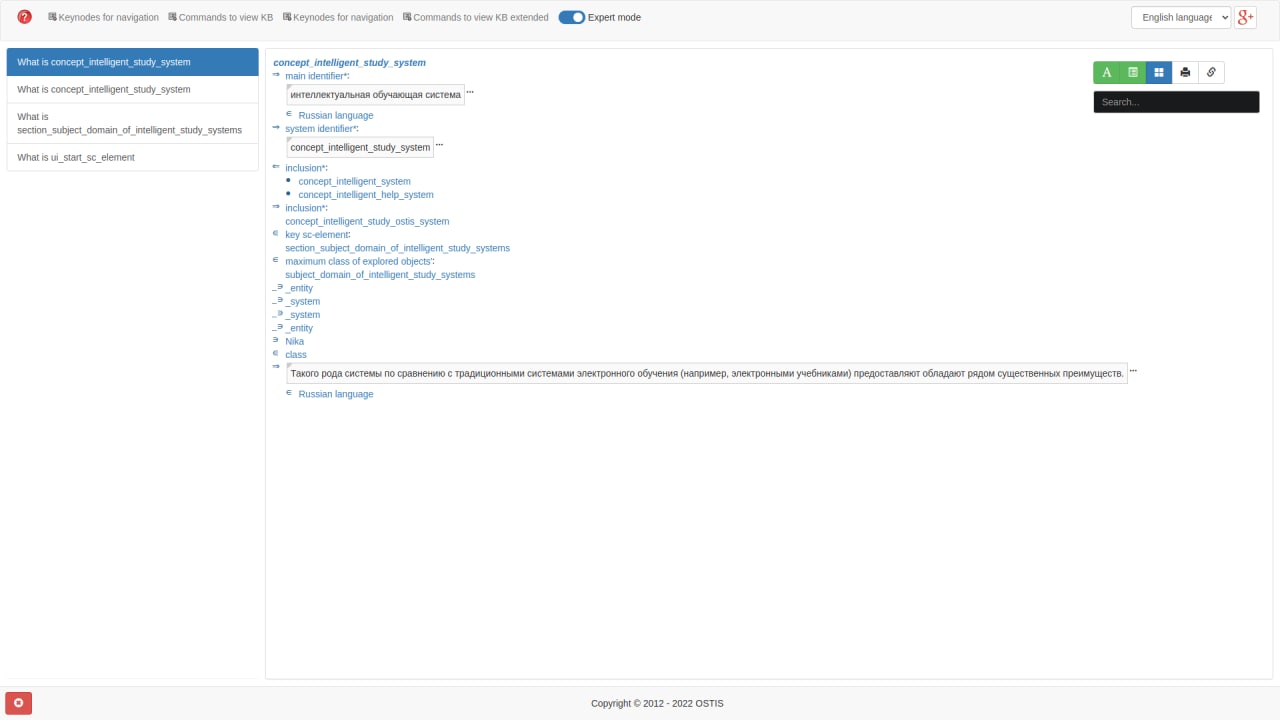 Keynodes for navigation Commands to view KB Keynodes for navigation Commands to view KB extended Expert mode English language
What is concept_intelligent_study_system
What is concept_intelligent_study_system
What is
section_subject_domain_of_intelligent_study_systems
What is ui_start_sc_element
concept_intelligent_study_system
⇒ main identifier*:
интеллектуальная обучающая система ...
∈ Russian language
⇒ system identifier*:
concept_intelligent_study_system ...
⇐ inclusion*:
• concept_intelligent_system
• concept_intelligent_help_system
⇒ inclusion*:
concept_intelligent_study_ostis_system
∈ key sc-element:
section_subject_domain_of_intelligent_study_systems
∈ maximum class of explored objects':
subject_domain_of_intelligent_study_systems
_∋ _entity
_∋ _system
_∋ _system
_∋ _entity
∋ Nika
∈ class
⇒ Такого рода системы по сравнению с традиционными системами электронного обучения (например, электронными учебниками) предоставляют обладают рядом существенных преимуществ. ...
∈ Russian language
A
Search...
Copyright © 2012 - 2022 OSTIS